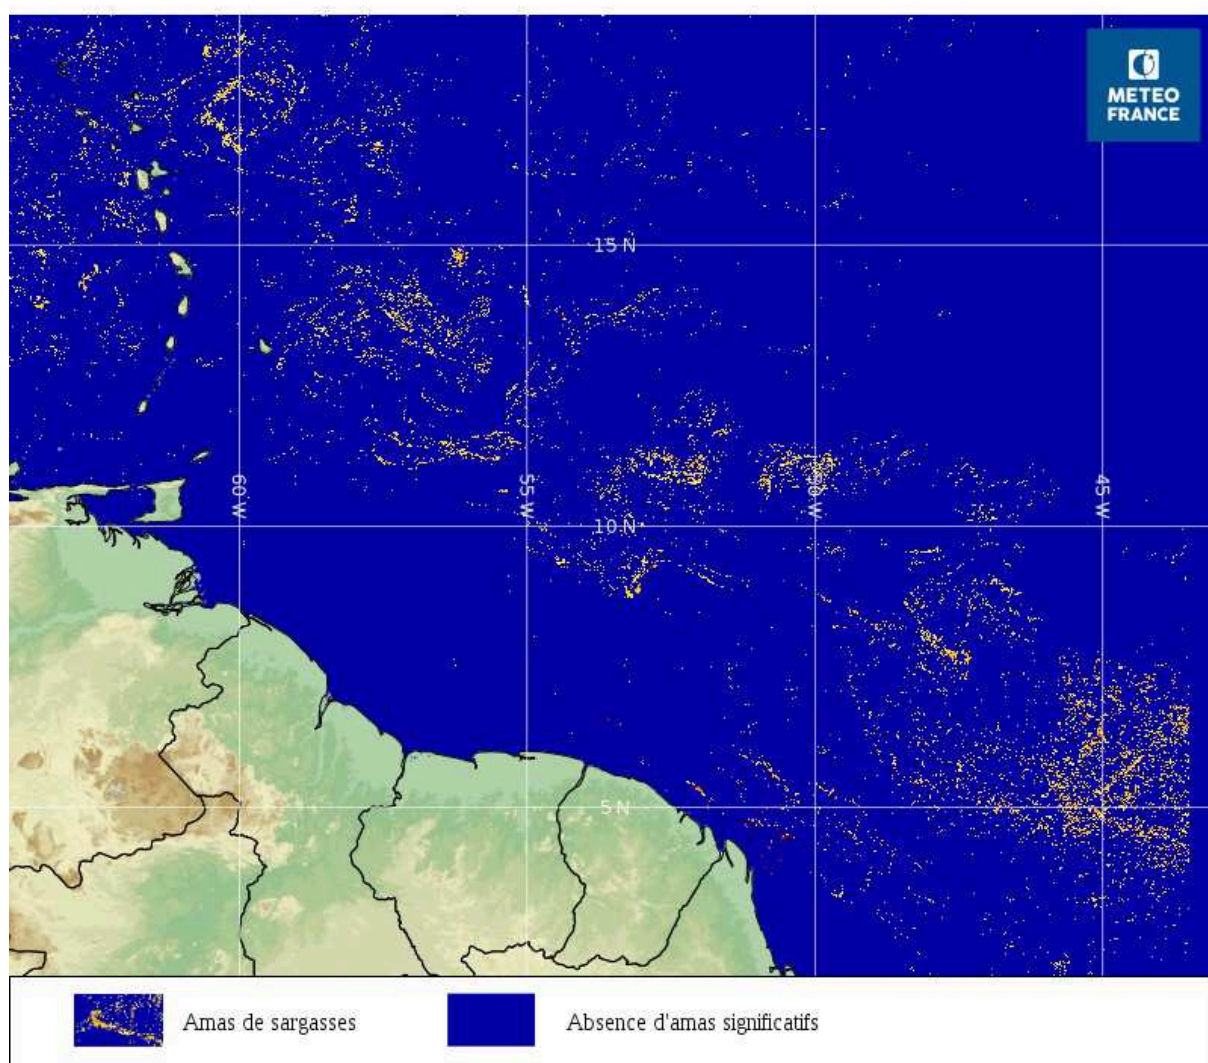 METEO
FRANCE
15 N
60 W
55 W
50 W
45 W
10 N
5 N
Amas de sargasses
Absence d'amas significatifs